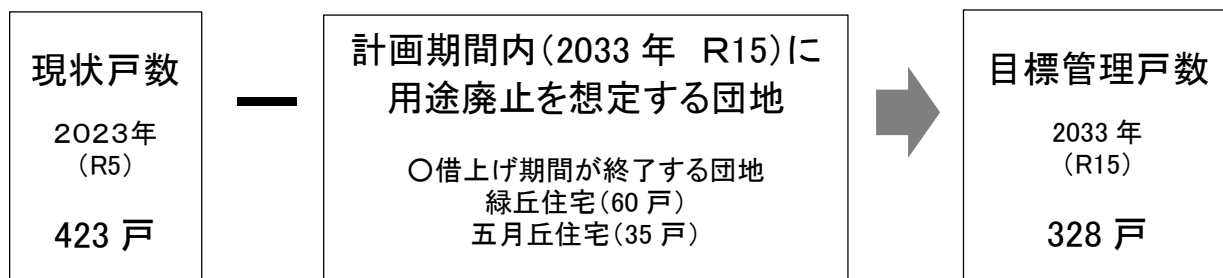 現状戸数
2023年
(R5)
423 戸
計画期間内(2033 年　R15)に
用途廃止を想定する団地
○借上げ期間が終了する団地
緑丘住宅(60 戸)
五月丘住宅(35 戸)
目標管理戸数
2033 年
(R15)
328 戸